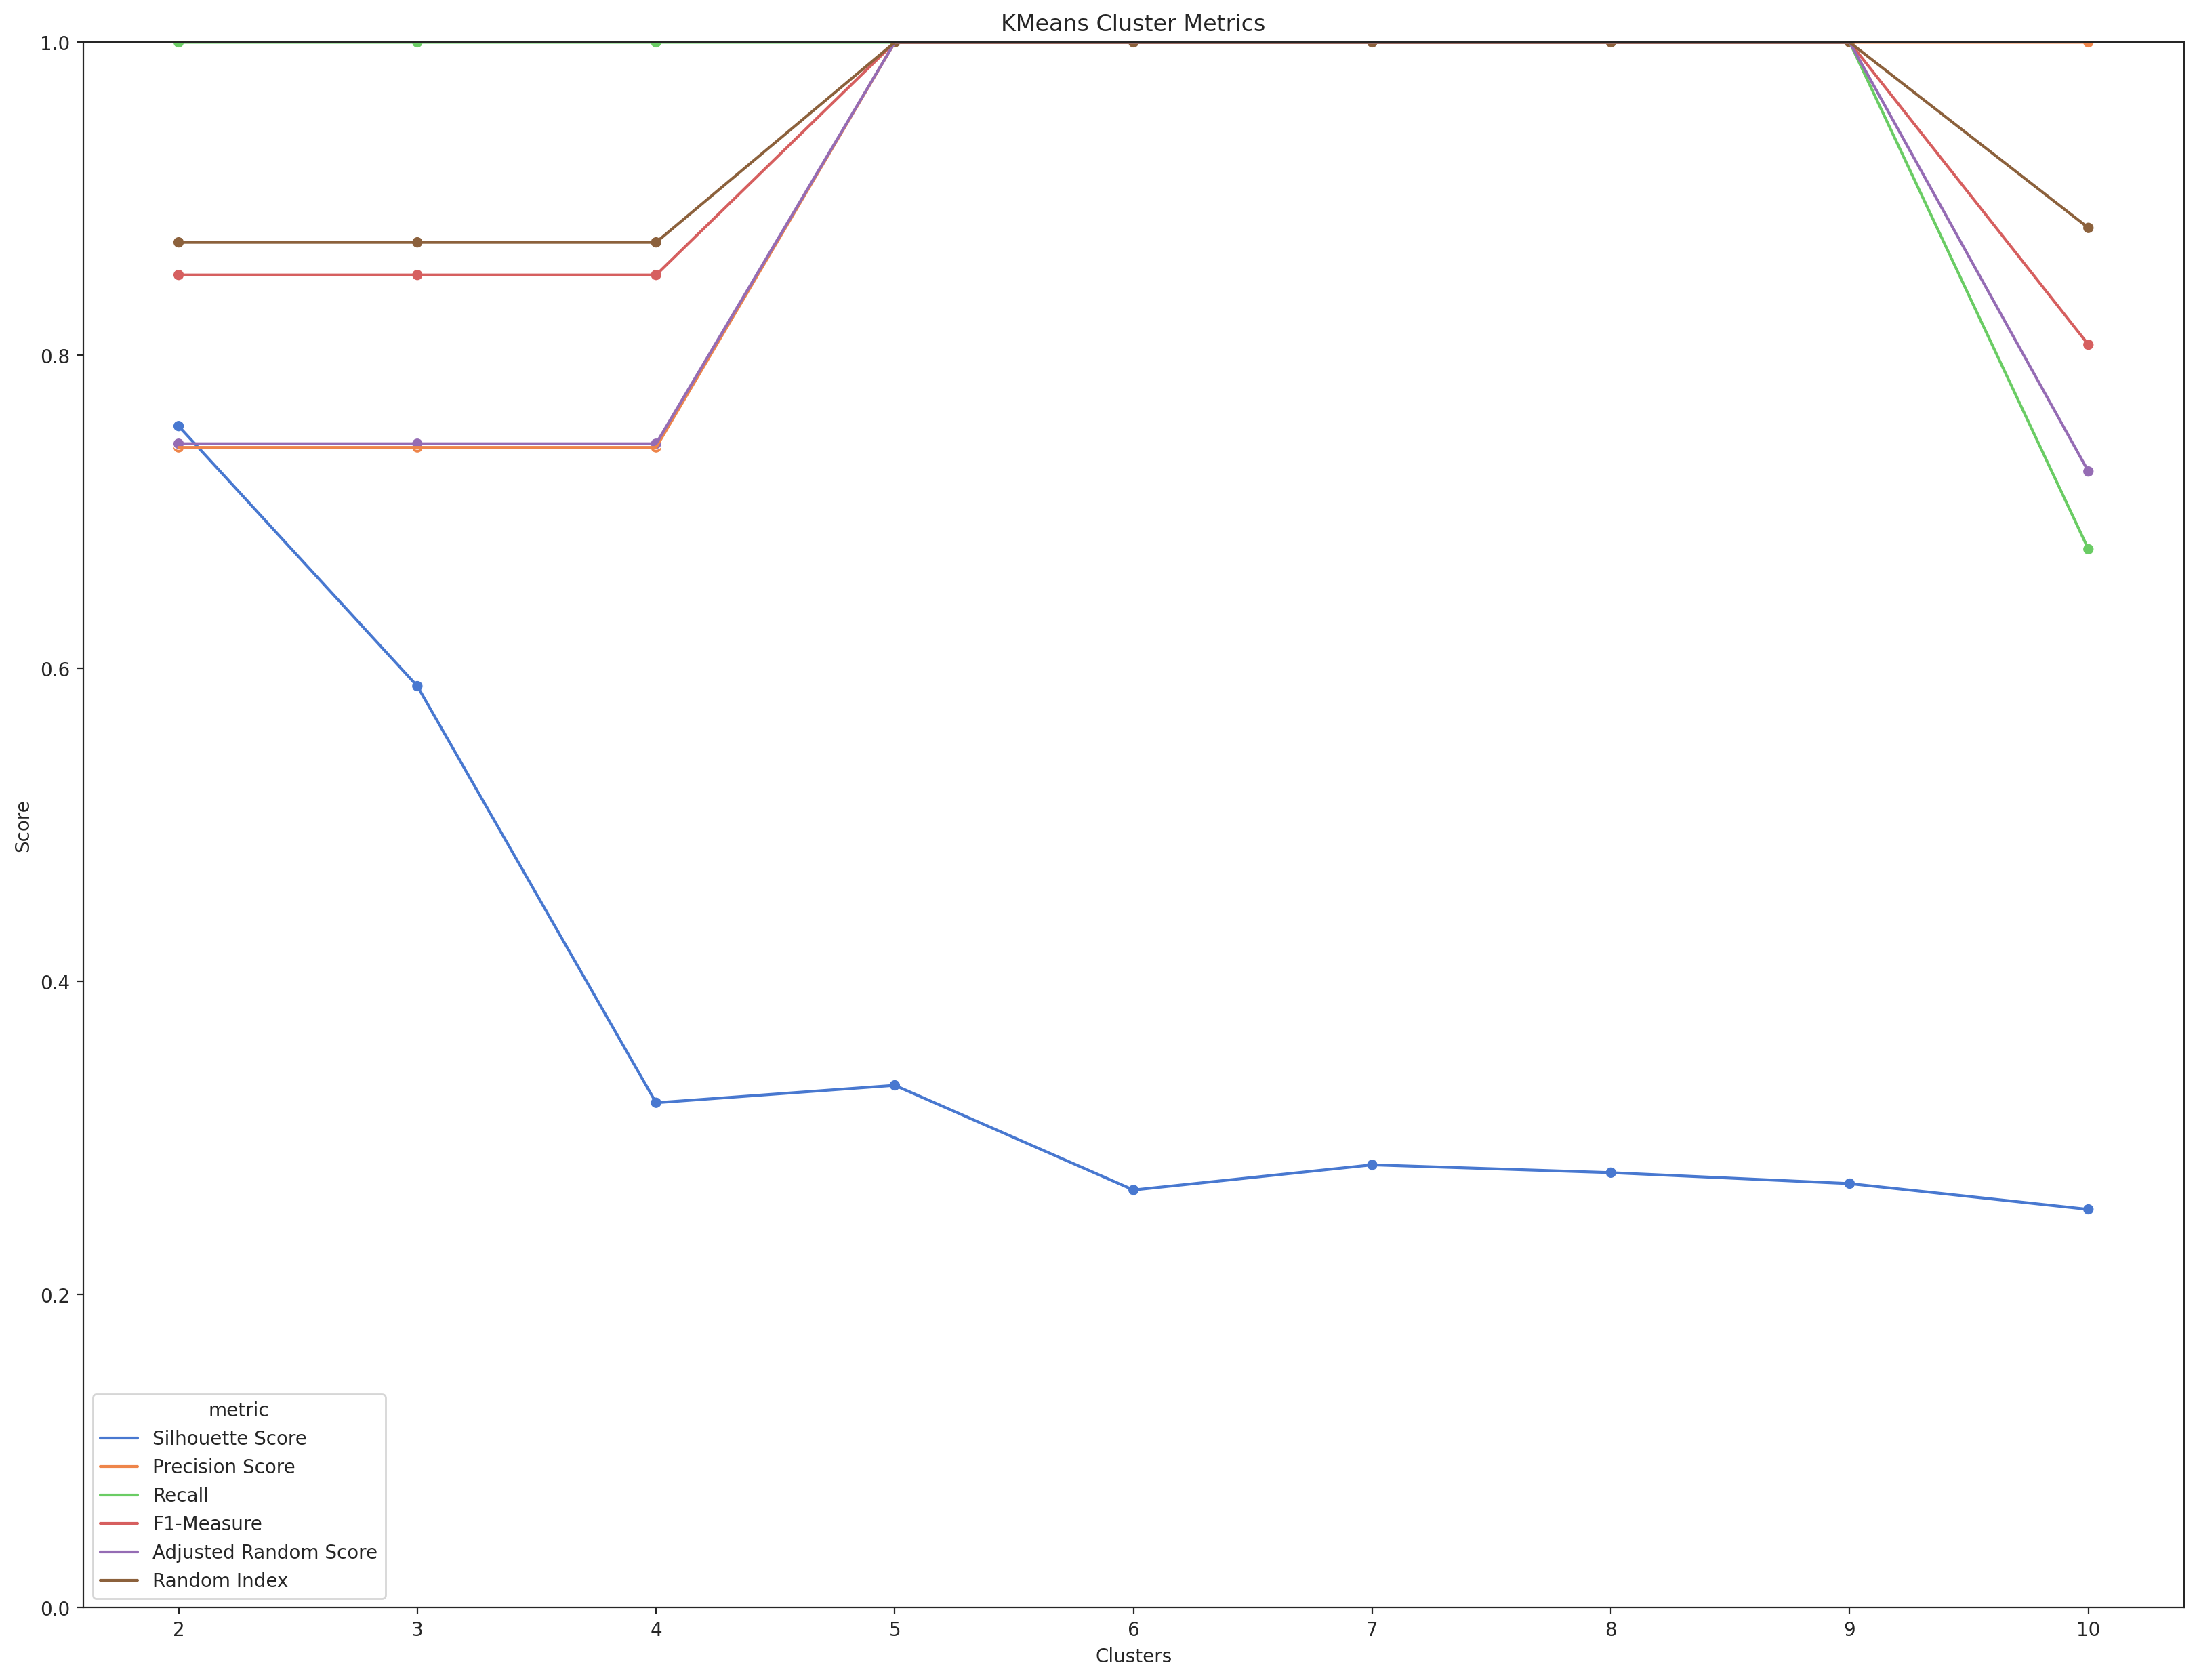 KMeans Cluster Metrics
1.0
0.8
0.6
0.4
0.2
0.0
Score
metric
Silhouette Score
Precision Score
Recall
F1-Measure
Adjusted Random Score
Random Index
2 3 4 5 6 7 8 9 10
Clusters